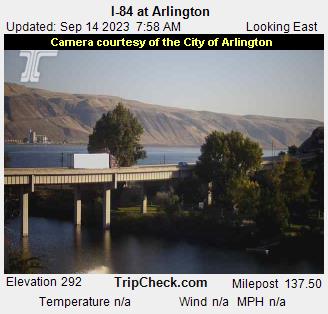 I-84 at Arlington
Updated: Sep 14 2023 7:58 AM Looking East
Camera courtesy of the City of Arlington
Elevation 292 TripCheck.com Milepost 137.50
Temperature n/a Wind n/a MPH n/a